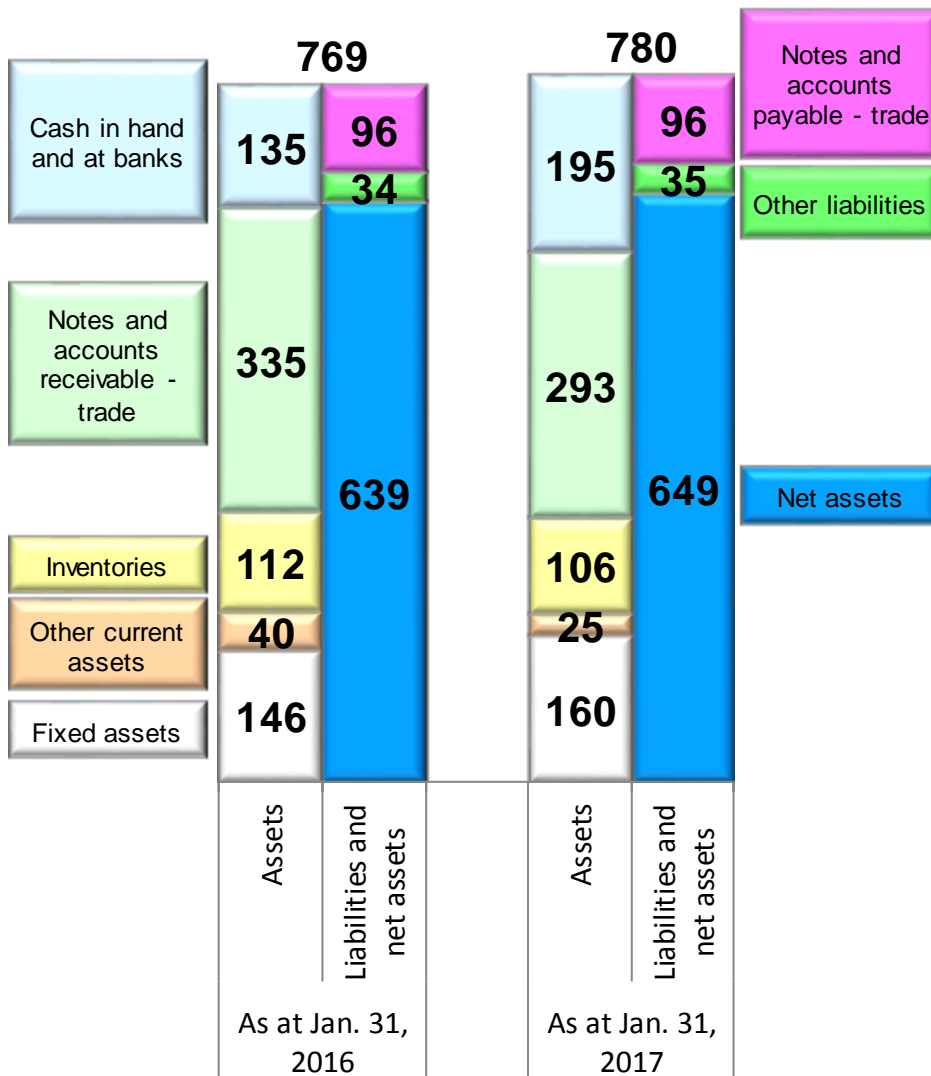 769
780
Cash in hand
and at banks
135
96
195
96
Notes and
accounts
payable - trade
34
35
Other liabilities
Notes and
accounts
receivable -
trade
335
293
639
649
Net assets
Inventories
112
106
Other current
assets
40
25
Fixed assets
146
160
Assets
Liabilities and
net assets
Assets
Liabilities and
net assets
As at Jan. 31,
2016
As at Jan. 31,
2017